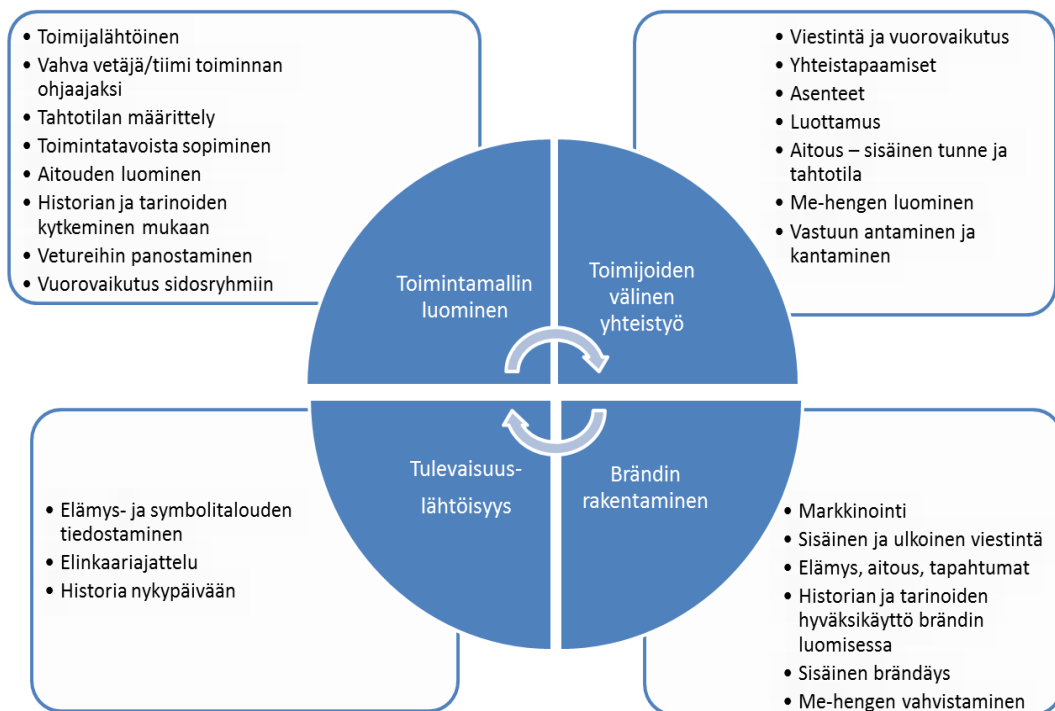 • Toimijalähtöinen
• Vahva vetäjä/tiimi toiminnan
ohjaajaksi
• Tahtotilan määrittely
• Toimintatavoista sopiminen
• Aitouden luominen
• Historian ja tarinoiden
kytkeminen mukaan
• Vetureihin panostaminen
• Vuorovaikutus sidosryhmiin
• Viestintä ja vuorovaikutus
• Yhteistapaamiset
• Asenteet
• Luottamus
• Aitous – sisäinen tunne ja
tahtotila
• Me-hengen luominen
• Vastuun antaminen ja
kantaminen
Toimintamallin
luominen
Toimijoiden
välinen
yhteistyö
Tulevaisuus-
lähtöisyys
Brändin
rakentaminen
• Elämys- ja symbolitalouden
tiedostaminen
• Elinkaariajattelu
• Historia nykypäivään
• Markkinointi
• Sisäinen ja ulkoinen viestintä
• Elämys, aitous, tapahtumat
• Historian ja tarinoiden
hyväksikäyttö brändin
luomisessa
• Sisäinen brändäys
• Me-hengen vahvistaminen